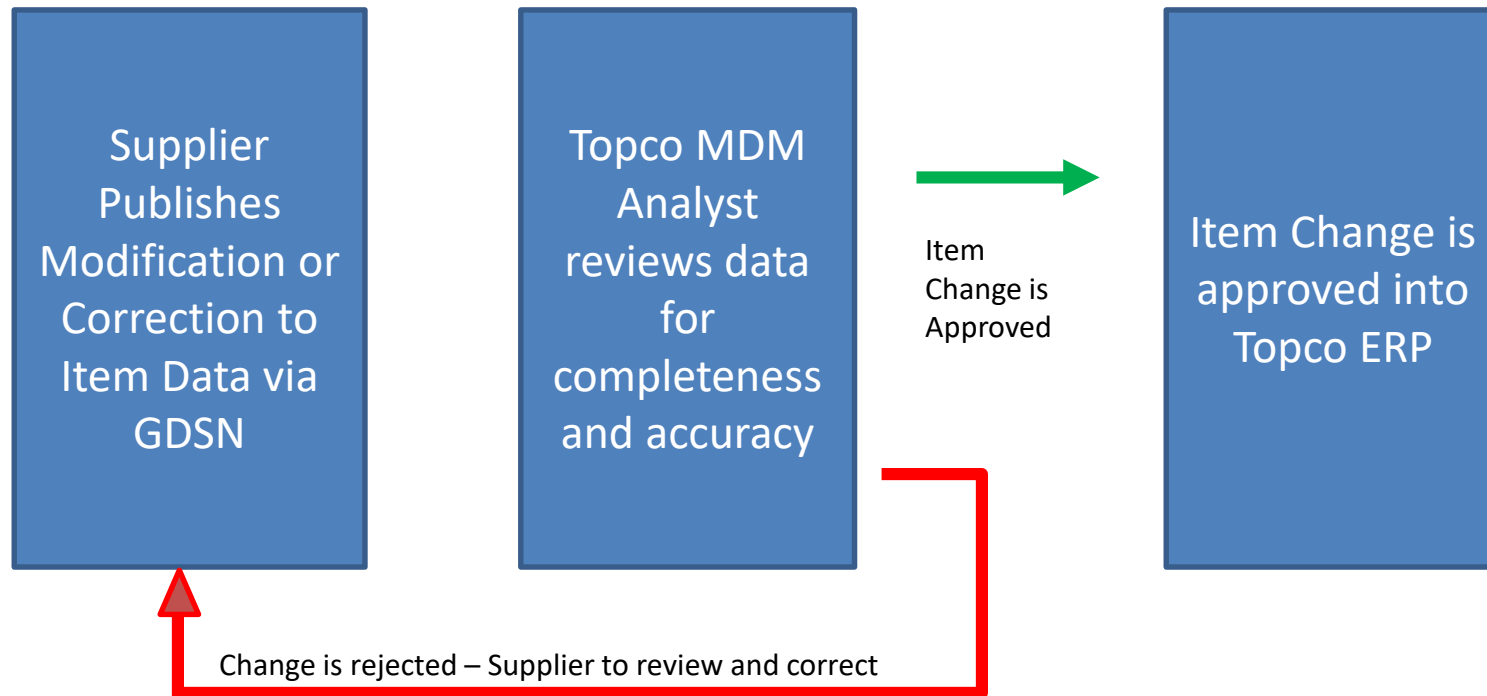 Supplier
Publishes
Modification or
Correction to
Item Data via
GDSN
Topco MDM
Analyst
reviews data
for
completeness
and accuracy
Item
Change is
Approved
Item Change is
approved into
Topco ERP
Change is rejected – Supplier to review and correct